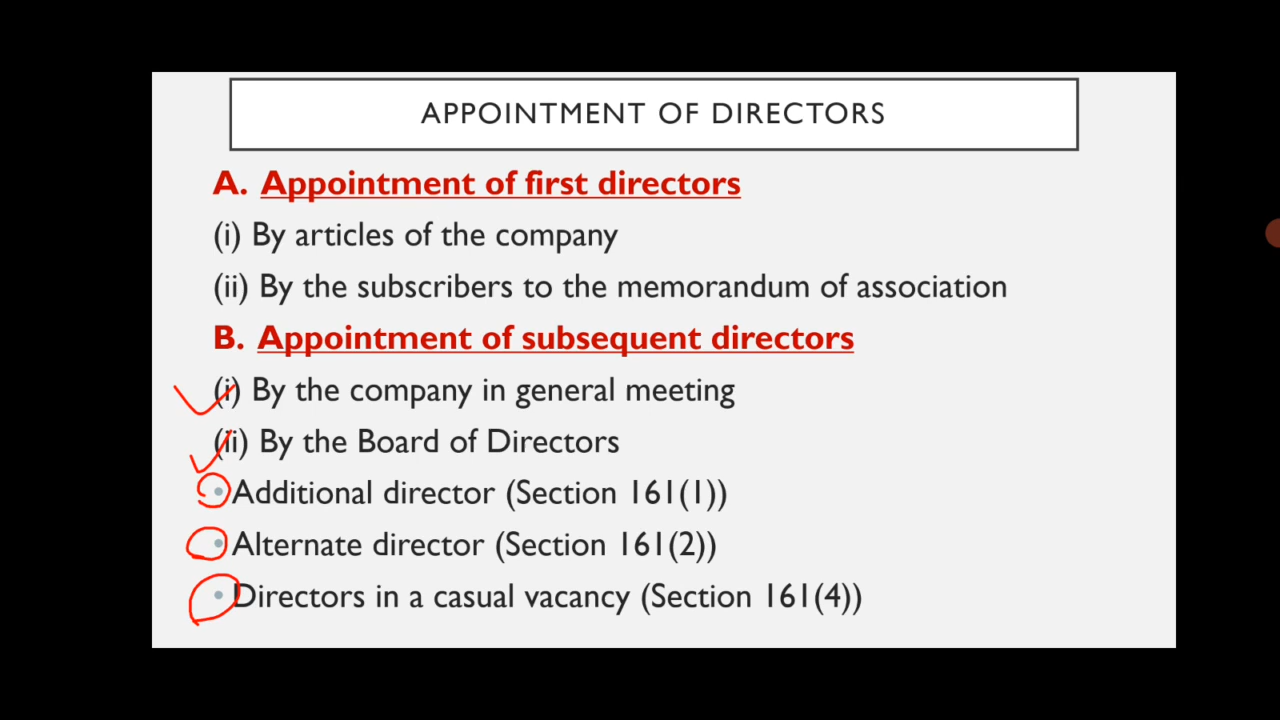 APPOINTMENT OF DIRECTORS
A. Appointment of first directors
(i) By articles of the company
(ii) By the subscribers to the memorandum of association
B. Appointment of subsequent directors
(i) By the company in general meeting
(ii) By the Board of Directors
• Additional director (Section 161(1))
• Alternate director (Section 161(2))
• Directors in a casual vacancy (Section 161(4))